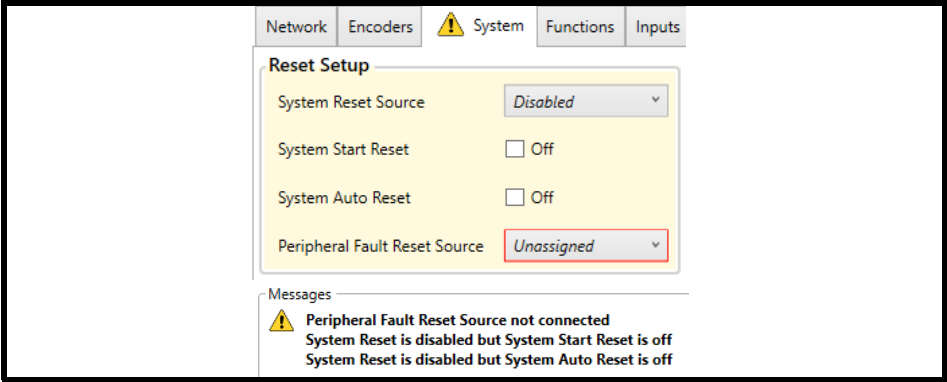 Network Encoders System Functions Inputs
Reset Setup
System Reset Source Disabled
System Start Reset Off
System Auto Reset Off
Peripheral Fault Reset Source Unassigned
Messages
Peripheral Fault Reset Source not connected
System Reset is disabled but System Start Reset is off
System Reset is disabled but System Auto Reset is off